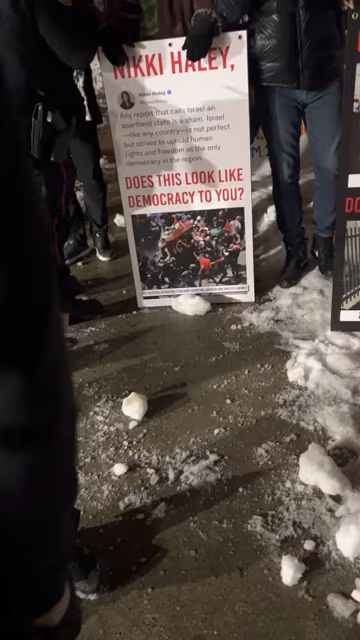 NIKKI HALEY,
Nikki Haley
Any report that calls Israel an
apartheid state is a sham. Israel
—like any country—is not perfect
but strives to uphold human
rights and freedom as the only
democracy in the region.
DOES THIS LOOK LIKE
DEMOCRACY TO YOU?
DO